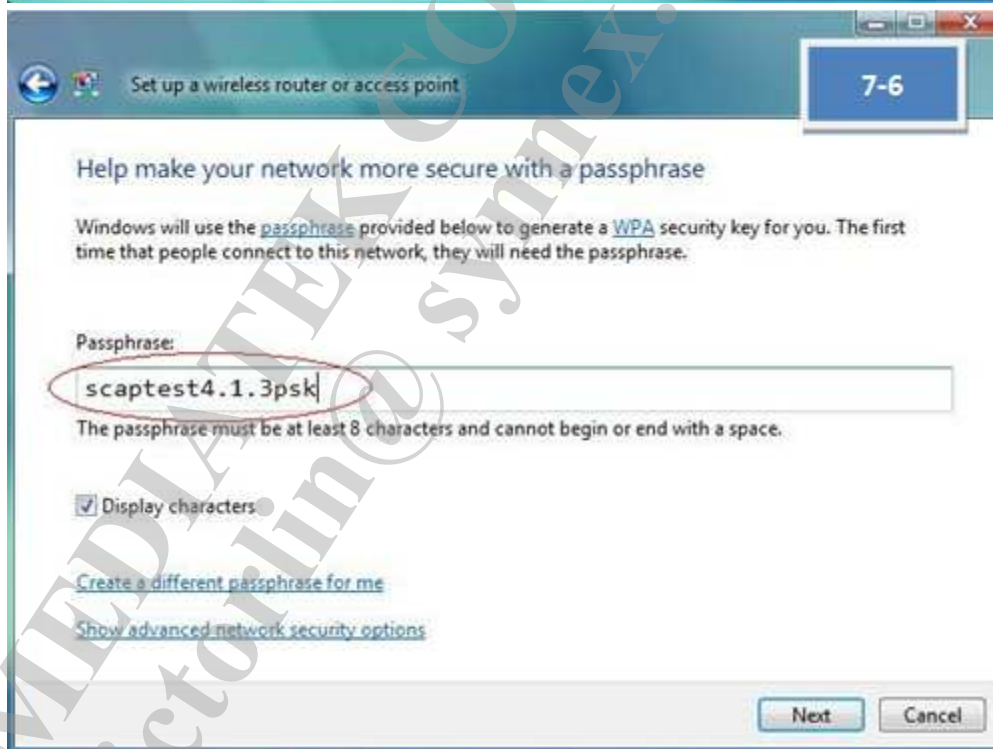 Set up a wireless router or access point
7-6
Help make your network more secure with a passphrase
Windows will use the passphrase provided below to generate a WPA security key for you. The first
time that people connect to this network, they will need the passphrase.
Passphrase:
scaptest4.1.3psk
The passphrase must be at least 8 characters and cannot begin or end with a space.
Display characters
Create a different passphrase for me
Show advanced network security options
Next
Cancel
MEDIATEK CO
ctorlin@ synnex.